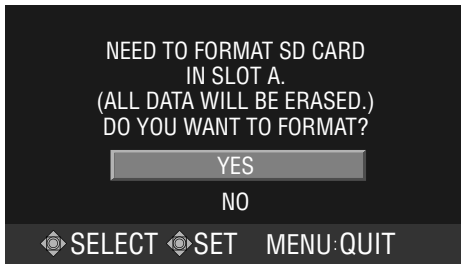 NEED TO FORMAT SD CARD
IN SLOT A.
(ALL DATA WILL BE ERASED.)
DO YOU WANT TO FORMAT?
YES
NO
SELECT SET MENU:QUIT